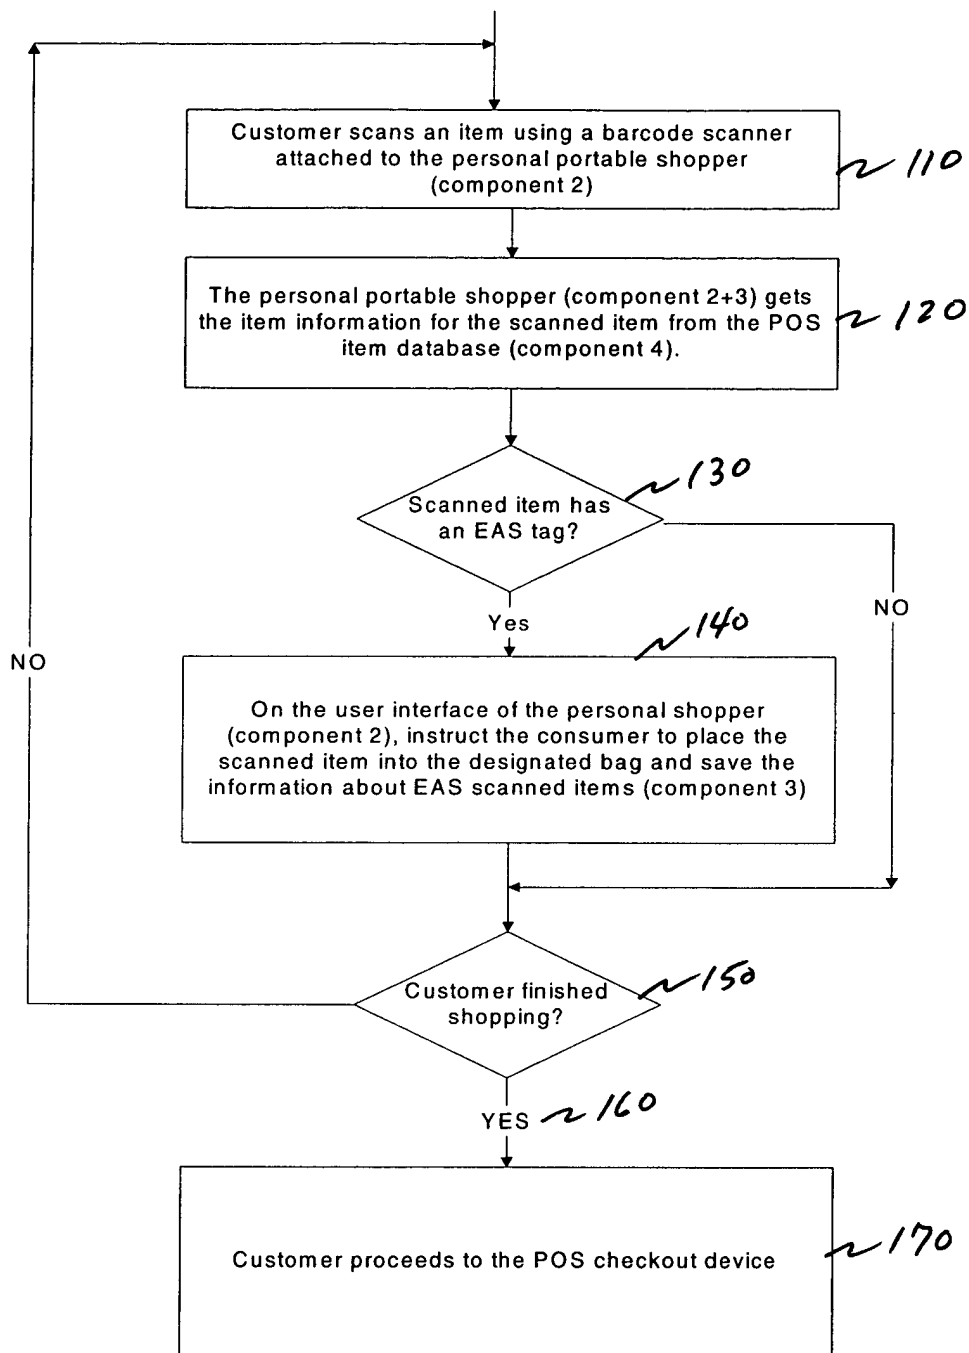 Customer scans an item using a barcode scanner
attached to the personal portable shopper
(component 2)
110
The personal portable shopper (component 2+3) gets
the item information for the scanned item from the POS
item database (component 4).
120
130
Scanned item has
an EAS tag?
NO
Yes
140
NO
On the user interface of the personal shopper
(component 2), instruct the consumer to place the
scanned item into the designated bag and save the
information about EAS scanned items (component 3)
150
Customer finished
shopping?
YES
160
170
Customer proceeds to the POS checkout device